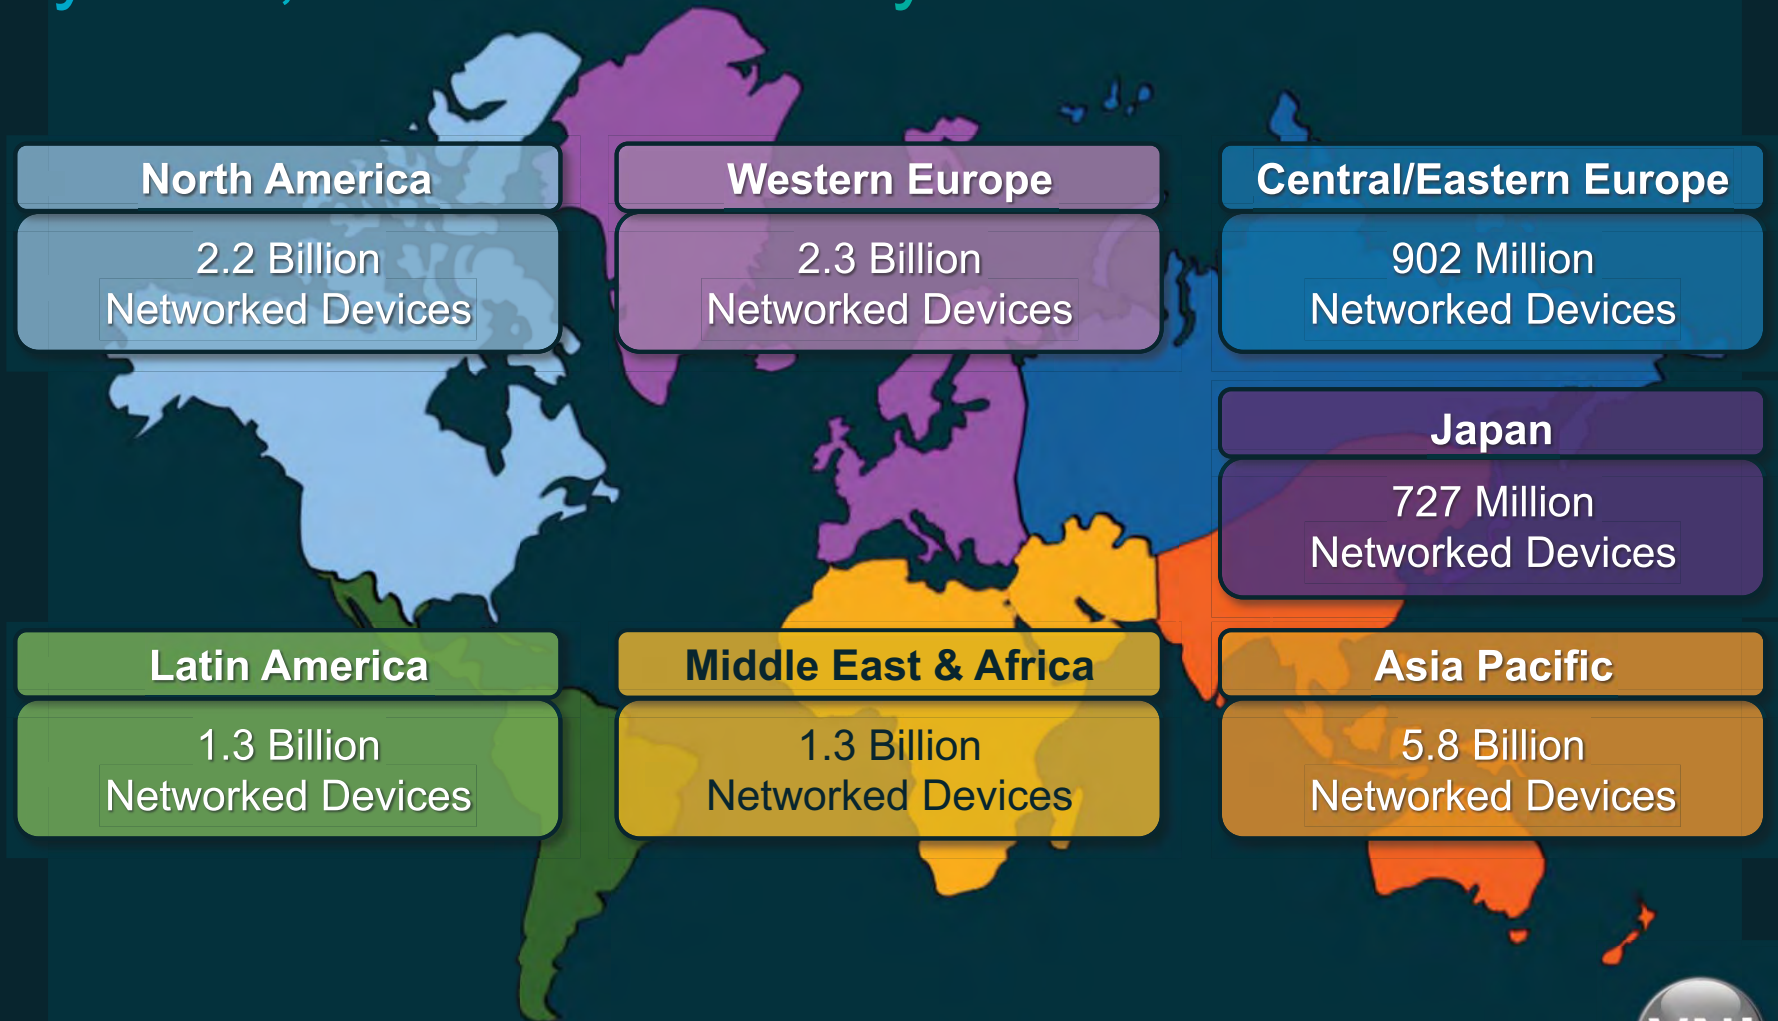 North America
2.2 Billion
Networked Devices
Western Europe
2.3 Billion
Networked Devices
Central/Eastern Europe
902 Million
Networked Devices
Japan
727 Million
Networked Devices
Latin America
1.3 Billion
Networked Devices
Middle East & Africa
1.3 Billion
Networked Devices
Asia Pacific
5.8 Billion
Networked Devices